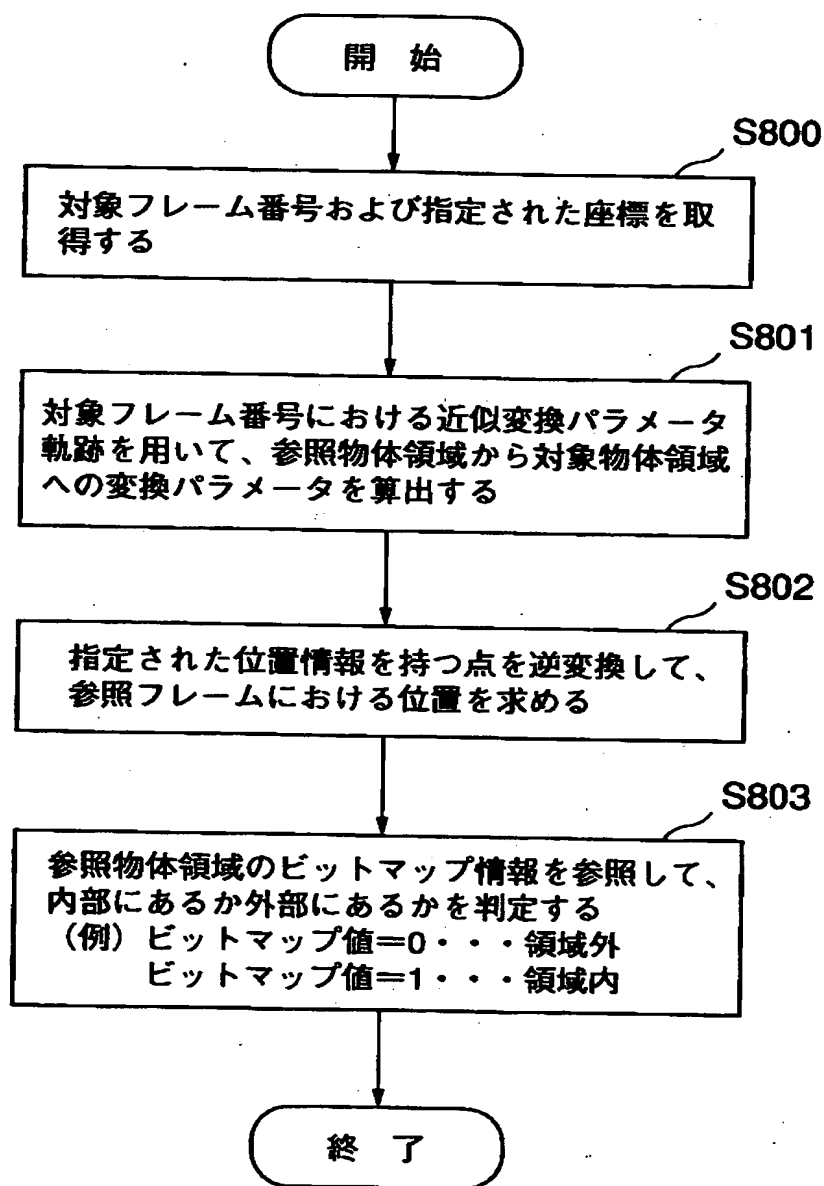 開 始
S800
対象フレーム番号および指定された座標を取
得する
S801
対象フレーム番号における近似変換パラメータ
軌跡を用いて、参照物体領域から対象物体領域
への変換パラメータを算出する
S802
指定された位置情報を持つ点を逆変換して、
参照フレームにおける位置を求める
S803
参照物体領域のビットマップ情報を参照して、
内部にあるか外部にあるかを判定する
（例）ビットマップ値＝0・・・領域外
ビットマップ値＝1・・・領域内
終 了